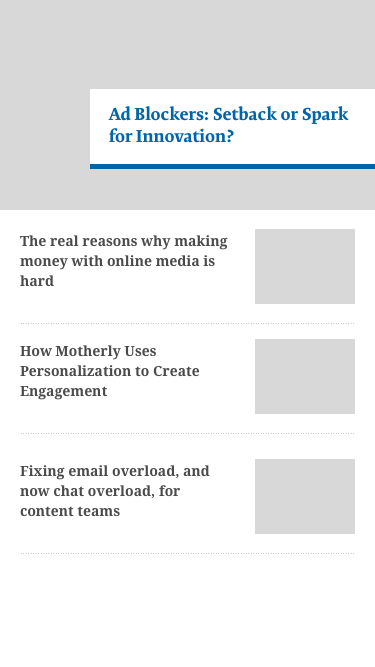 Ad Blockers: Setback or Spark
for Innovation?
The real reasons why making
money with online media is
hard
How Motherly Uses
Personalization to Create
Engagement
Fixing email overload, and
now chat overload, for
content teams